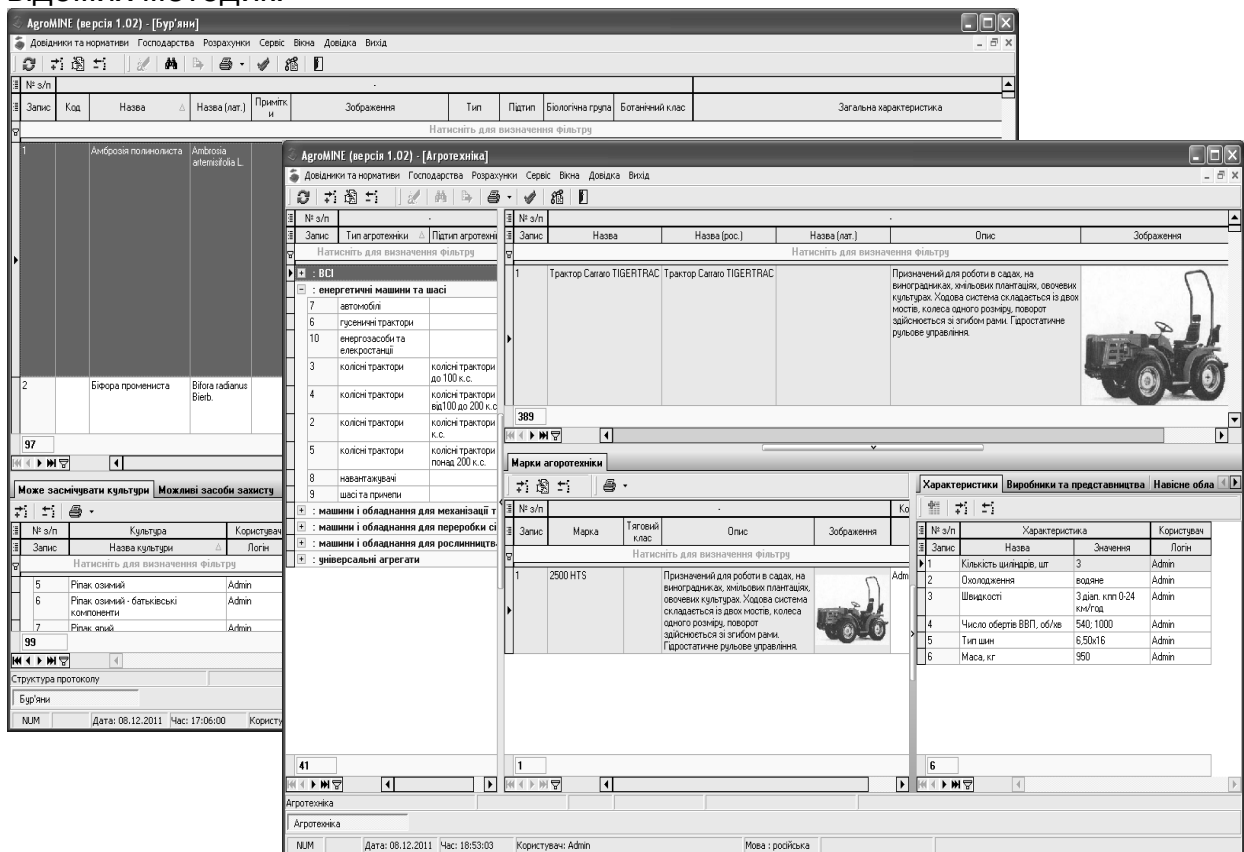 AgroMINE (версія 1.02) - [Бур'яни]
Довідники та нормативи Господарства Розрахунки Сервіс Вікна Довідка Вихід
№ з/п
Запис Код Назва Назва (лат.) Примітки Зображення Тип Підтип Біологічна група Ботанічний клас Загальна характеристика
Натисніть для визначення фільтру
1 Амброзія полинолиста Ambrosia
artemisifolia L.
2 Біфора промениста Bifora radianus
Bierb.
97
Може засмічувати культури Можливі засоби захисту
№ з/п Культура Користувач
Запис Назва культури Логін
Натисніть для визначення фільтру
5 Ріпак озимий Admin
6 Ріпак озимий - батьківські
компоненти Admin
7 Ріпак ярий Admin
99
Структура протоколу
Бур'яни
NUM Дата: 08.12.2011 Час: 17:06:00
AgroMINE (версія 1.02) - [Агротехніка]
Довідники та нормативи Господарства Розрахунки Сервіс Вікна Довідка Вихід
№ з/п
Запис Тип агротехніки Підтип агротехні
Натисніть для визначення фільтру
: ВСІ
: енергетичні машини та шасі
7 автомобілі
6 гусеничні трактори
10 енергозасоби та
елекростанції
3 колісні трактори колісні трактори
до 100 к.с.
4 колісні трактори колісні трактори
від100 до 200 к.с
2 колісні трактори колісні трактори
к.с.
5 колісні трактори колісні трактори
понад 200 к.с.
8 навантажувачі
9 шасі та причепи
: машини і обладнання для механізації т
: машини і обладнання для переробки сі
: машини і обладнання для рослинництв
: універсальні агрегати
41
№ з/п
Запис Назва Назва (рос.) Назва (лат.) Опис Зображення
Натисніть для визначення фільтру
1 Трактор Carraro TIGERTRAC Трактор Carraro TIGERTRAC Призначений для роботи в садах, на
виноградниках, хмільових плантаціях, овочевих
культурах. Ходова система складається із двох
мостів, колеса одного розміру, поворот
здійснюється зі згибом рами. Гідростатичне
рульове управління.
389
Марки агоротехніки
№ з/п Ко
Запис Марка Тяговий
клас Опис Зображення
Натисніть для визначення фільтру
1 2500 HTS Призначений для роботи в садах, на
виноградниках, хмільових плантаціях,
овочевих культурах. Ходова система
складається із двох мостів, колеса
одного розміру, поворот
здійснюється зі згибом рами.
Гідростатичне рульове управління.
Adm
1
Характеристики Виробники та представництва Навісне обла
№ з/п Характеристика Користувач
Запис Назва Значення Логін
1 Кількість циліндрів, шт 3 Admin
2 Охолодження водяне Admin
3 Швидкості 3 діап. кпп 0-24
км/год Admin
4 Число обертів ВВП, об/хв 540; 1000 Admin
5 Тип шин 6,50x16 Admin
6 Маса, кг 950 Admin
6
Агротехніка
Агротехніка
NUM Дата: 08.12.2011 Час: 18:53:03 Користувач: Admin Мова : російська